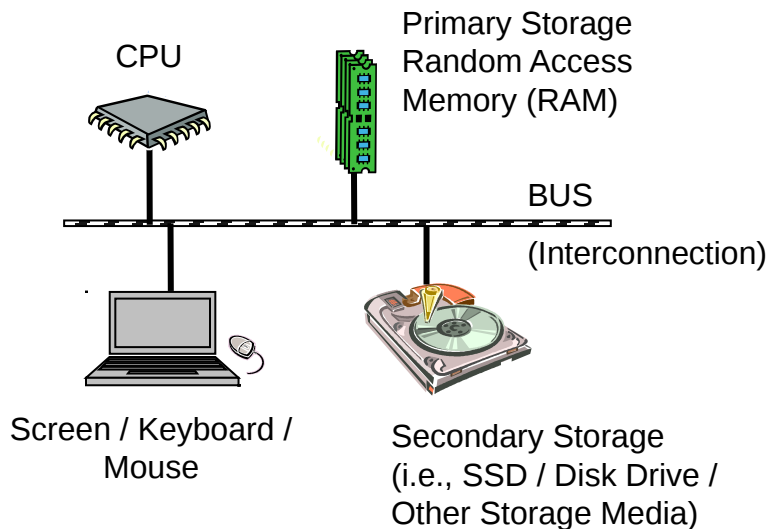 CPU
Primary Storage
Random Access
Memory (RAM)
BUS
(Interconnection)
Screen / Keyboard /
Mouse
Secondary Storage
(i.e., SSD / Disk Drive /
Other Storage Media)